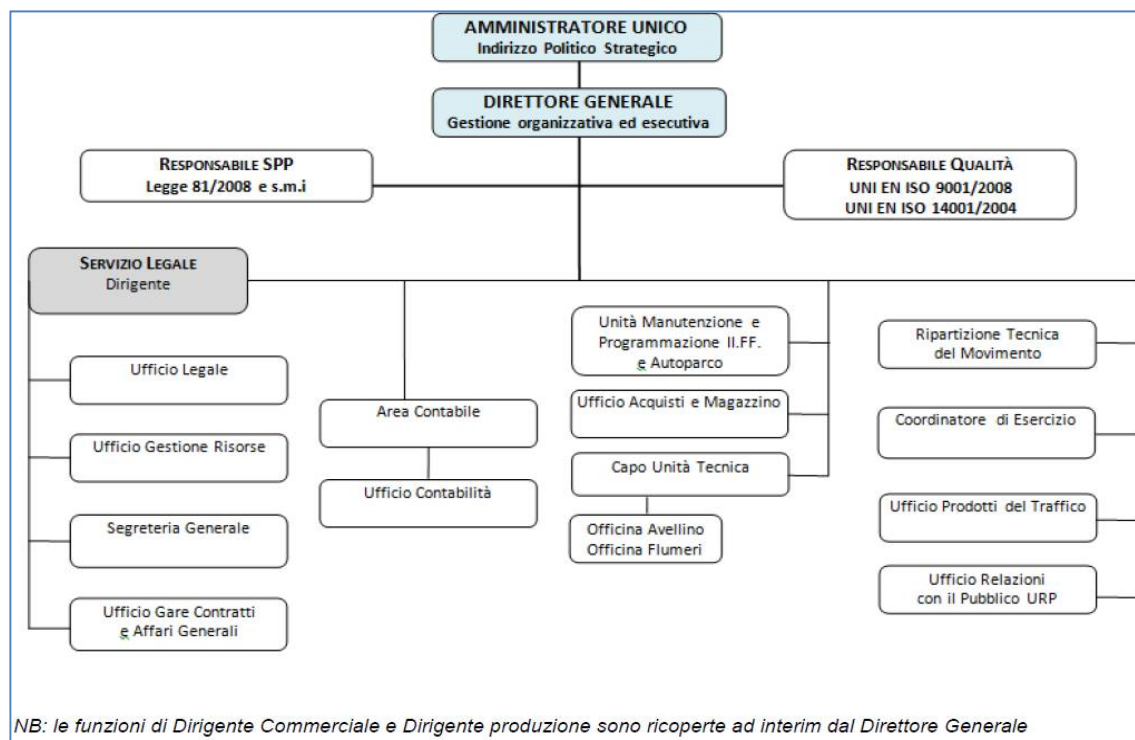 AMMINISTRATORE UNICO
Indirizzo Politico Strategico
DIRETTORE GENERALE
Gestione organizzativa ed esecutiva
RESPONSABILE SPP
Legge 81/2008 e s.m.i
RESPONSABILE QUALITÀ
UNI EN ISO 9001/2008
UNI EN ISO 14001/2004
SERVIZIO LEGALE
Dirigente
Ufficio Legale
Ufficio Gestione Risorse
Segreteria Generale
Ufficio Gare Contratti
e Affari Generali
Area Contabile
Ufficio Contabilità
Unità Manutenzione e
Programmazione II.FF.
e Autoparco
Ufficio Acquisti e Magazzino
Capo Unità Tecnica
Officina Avellino
Officina Flumeri
Ripartizione Tecnica
del Movimento
Coordinatore di Esercizio
Ufficio Prodotti del Traffico
Ufficio Relazioni
con il Pubblico URP
NB: le funzioni di Dirigente Commerciale e Dirigente produzione sono ricoperte ad interim dal Direttore Generale